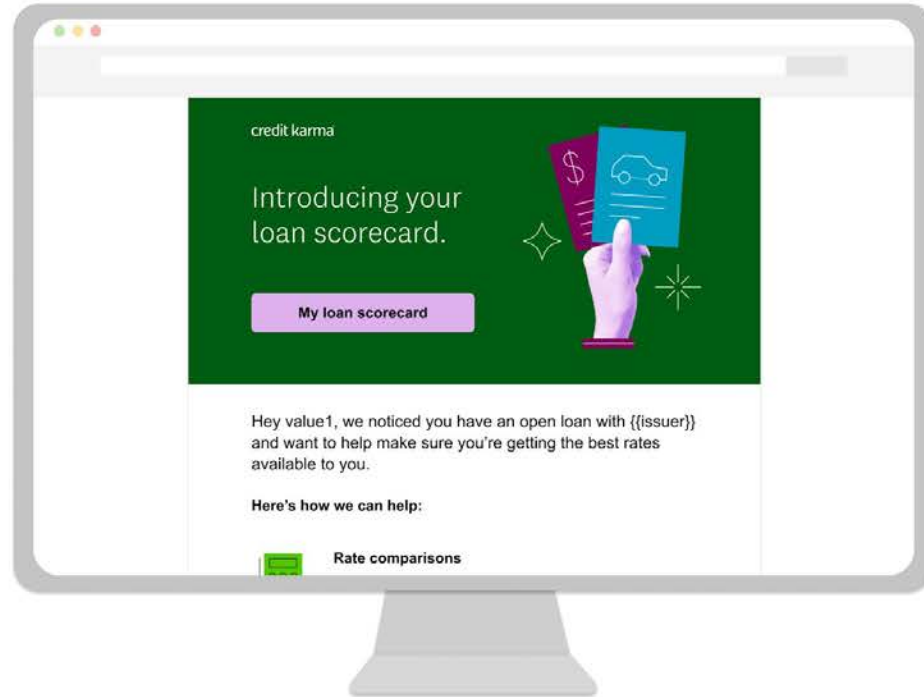 credit karma
Introducing your
loan scorecard.
$
My loan scorecard
Hey value1, we noticed you have an open loan with {{issuer}}
and want to help make sure you’re getting the best rates
available to you.
Here’s how we can help:
Rate comparisons